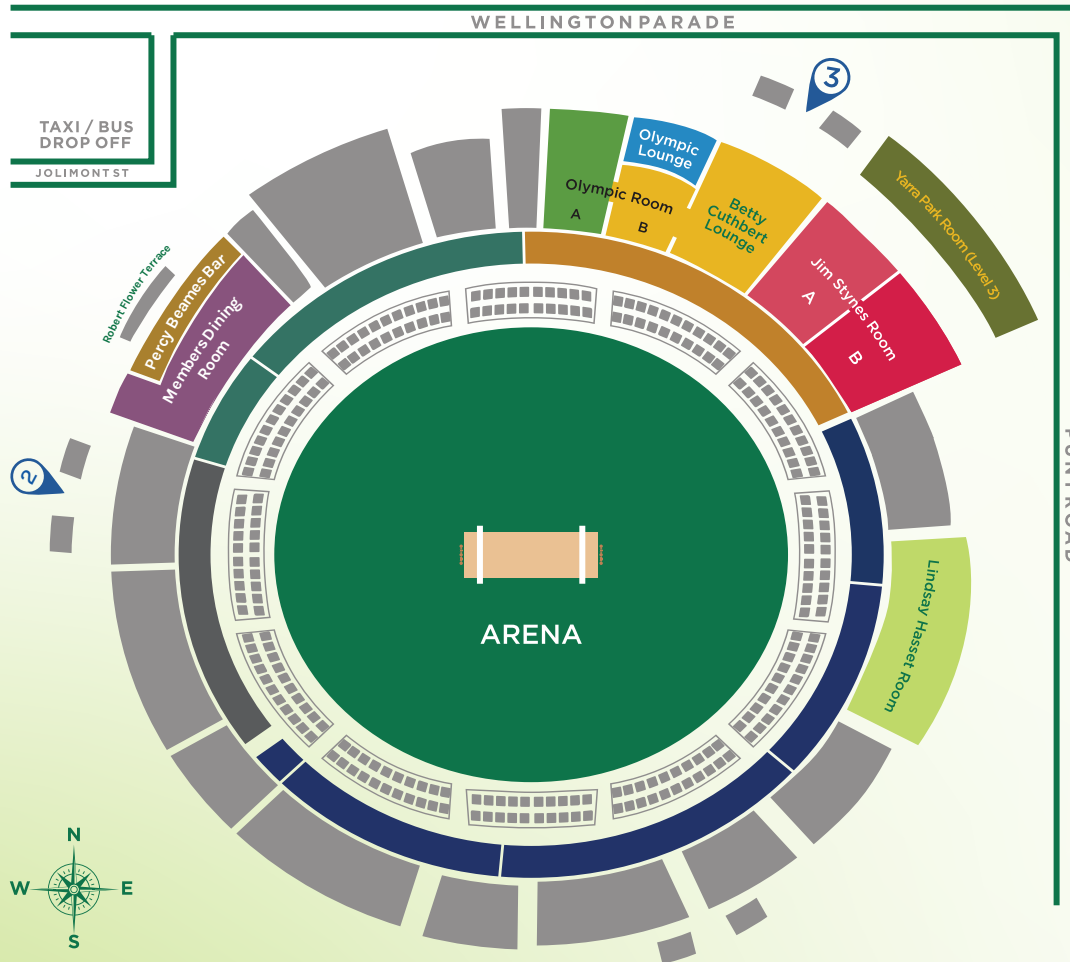 WELLINGTON PARADE
TAXI / BUS
DROP OFF
JOLIMONT ST
3
Olympic
Lounge
Olympic Room
A
B
Betty
Cuthbert
Lounge
Yarra Park Room (Level 3)
Jim Stynes Room
A
B
Robert Flower Terrace
Percy Beames Bar
Members Dining
Room
2
PUNT ROAD
Lindsay Hasset Room
ARENA
N
W
E
S